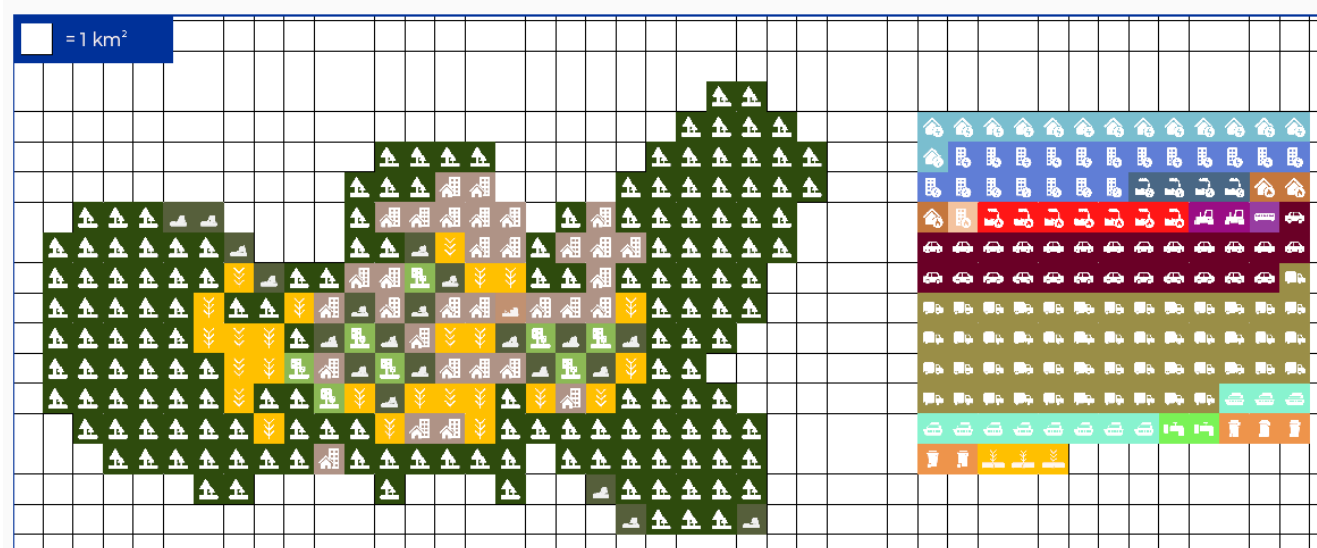 = 1 km²